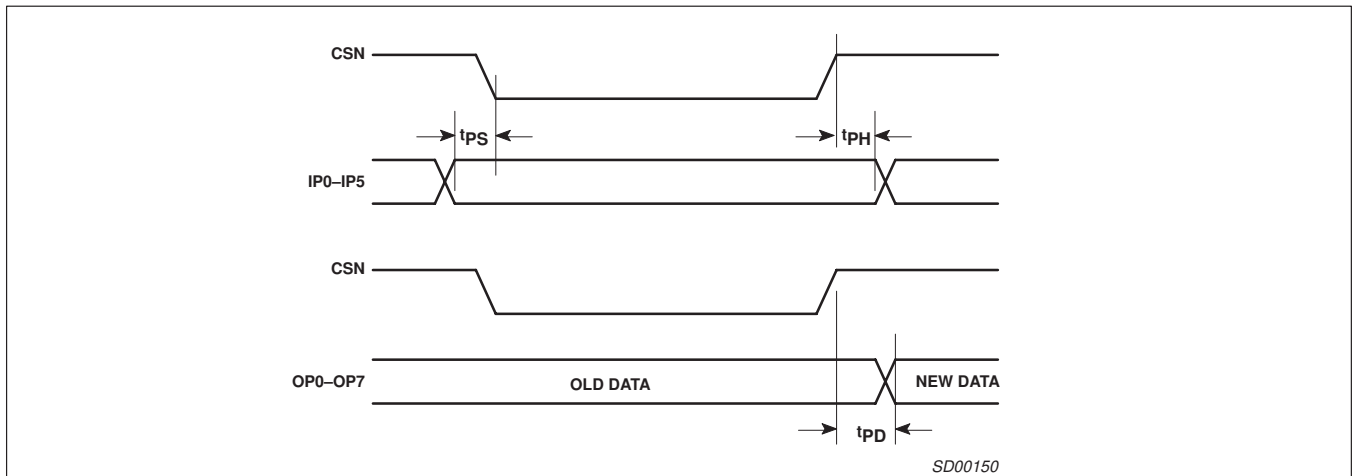 CSN
tPS
tPH
IP0–IP5
CSN
OP0–OP7 OLD DATA NEW DATA
tPD
SD00150